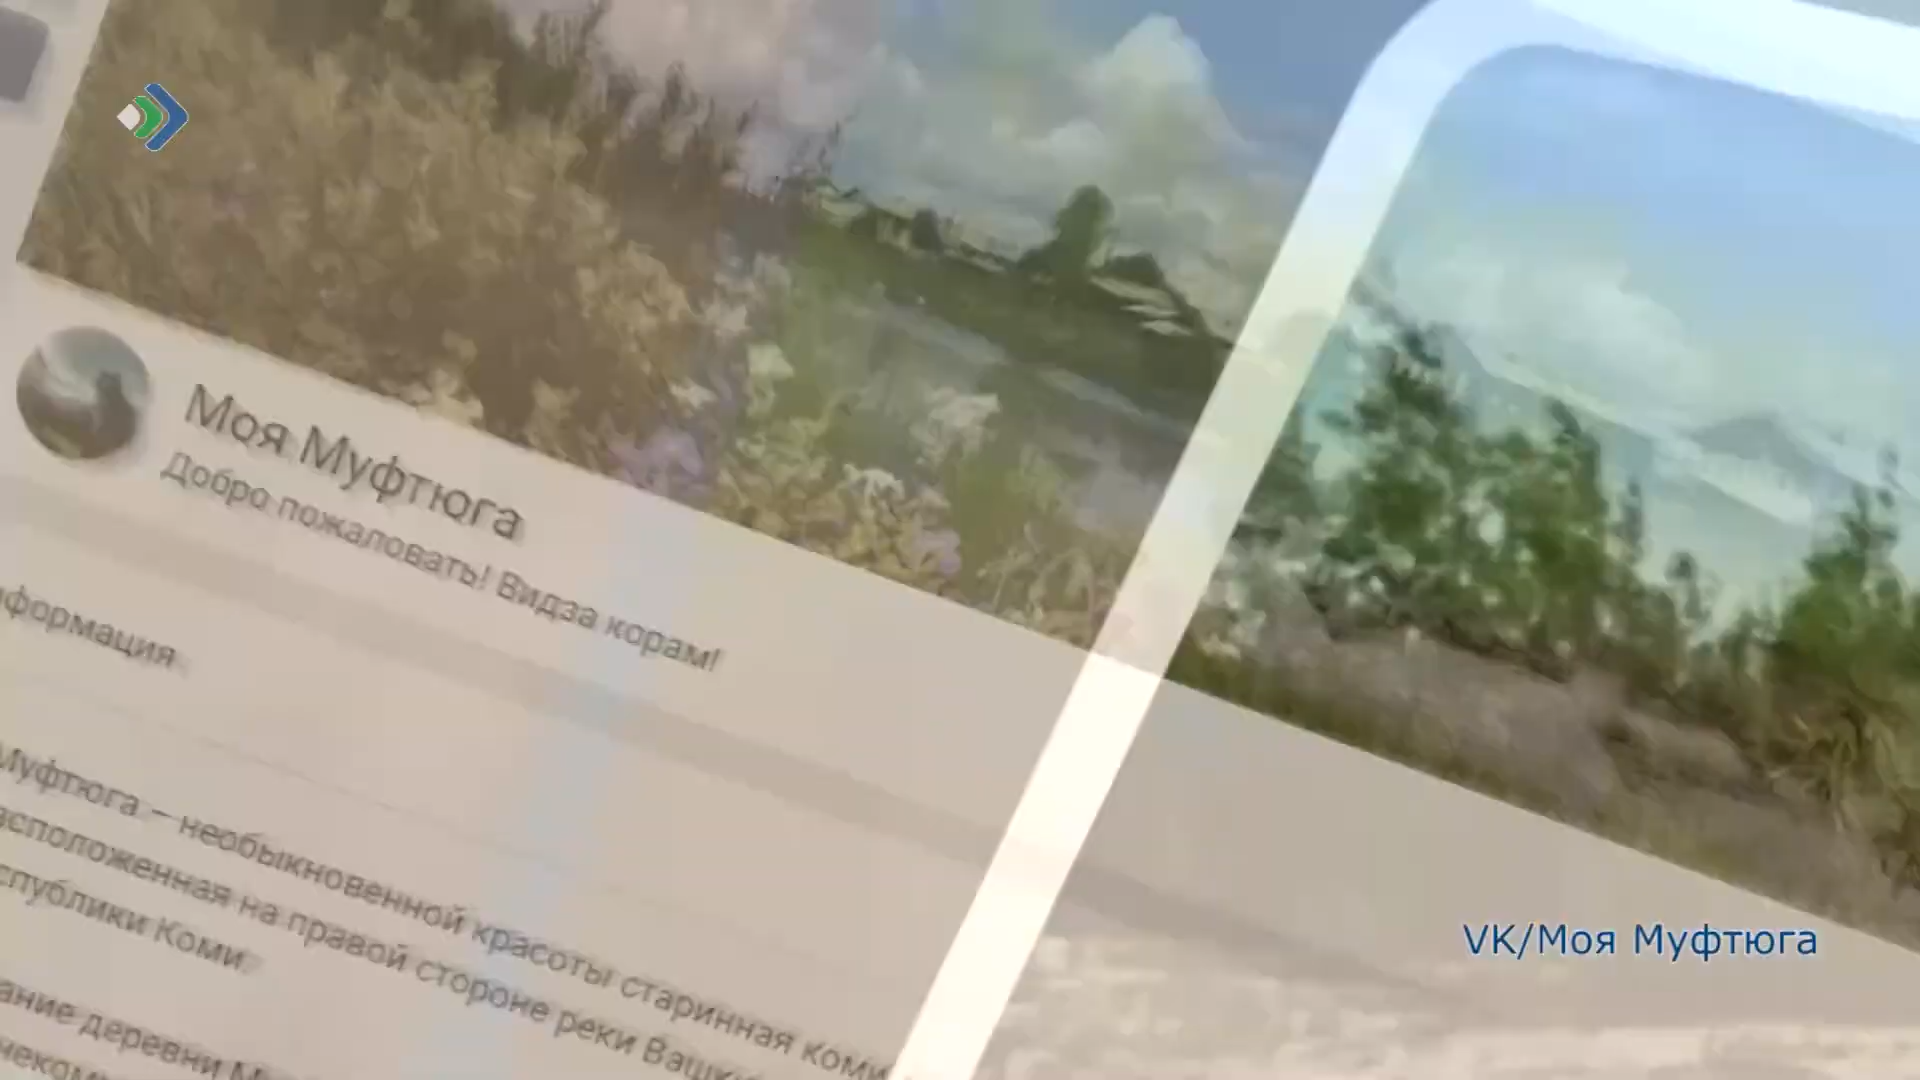 Моя Муфтюга
Добро пожаловать! Видза корам!
формация
Муфтюга – необыкновенной красоты старинная коми
асположенная на правой стороне реки Вашк
спублики Коми
ание деревни М
VK/Моя Муфтюга